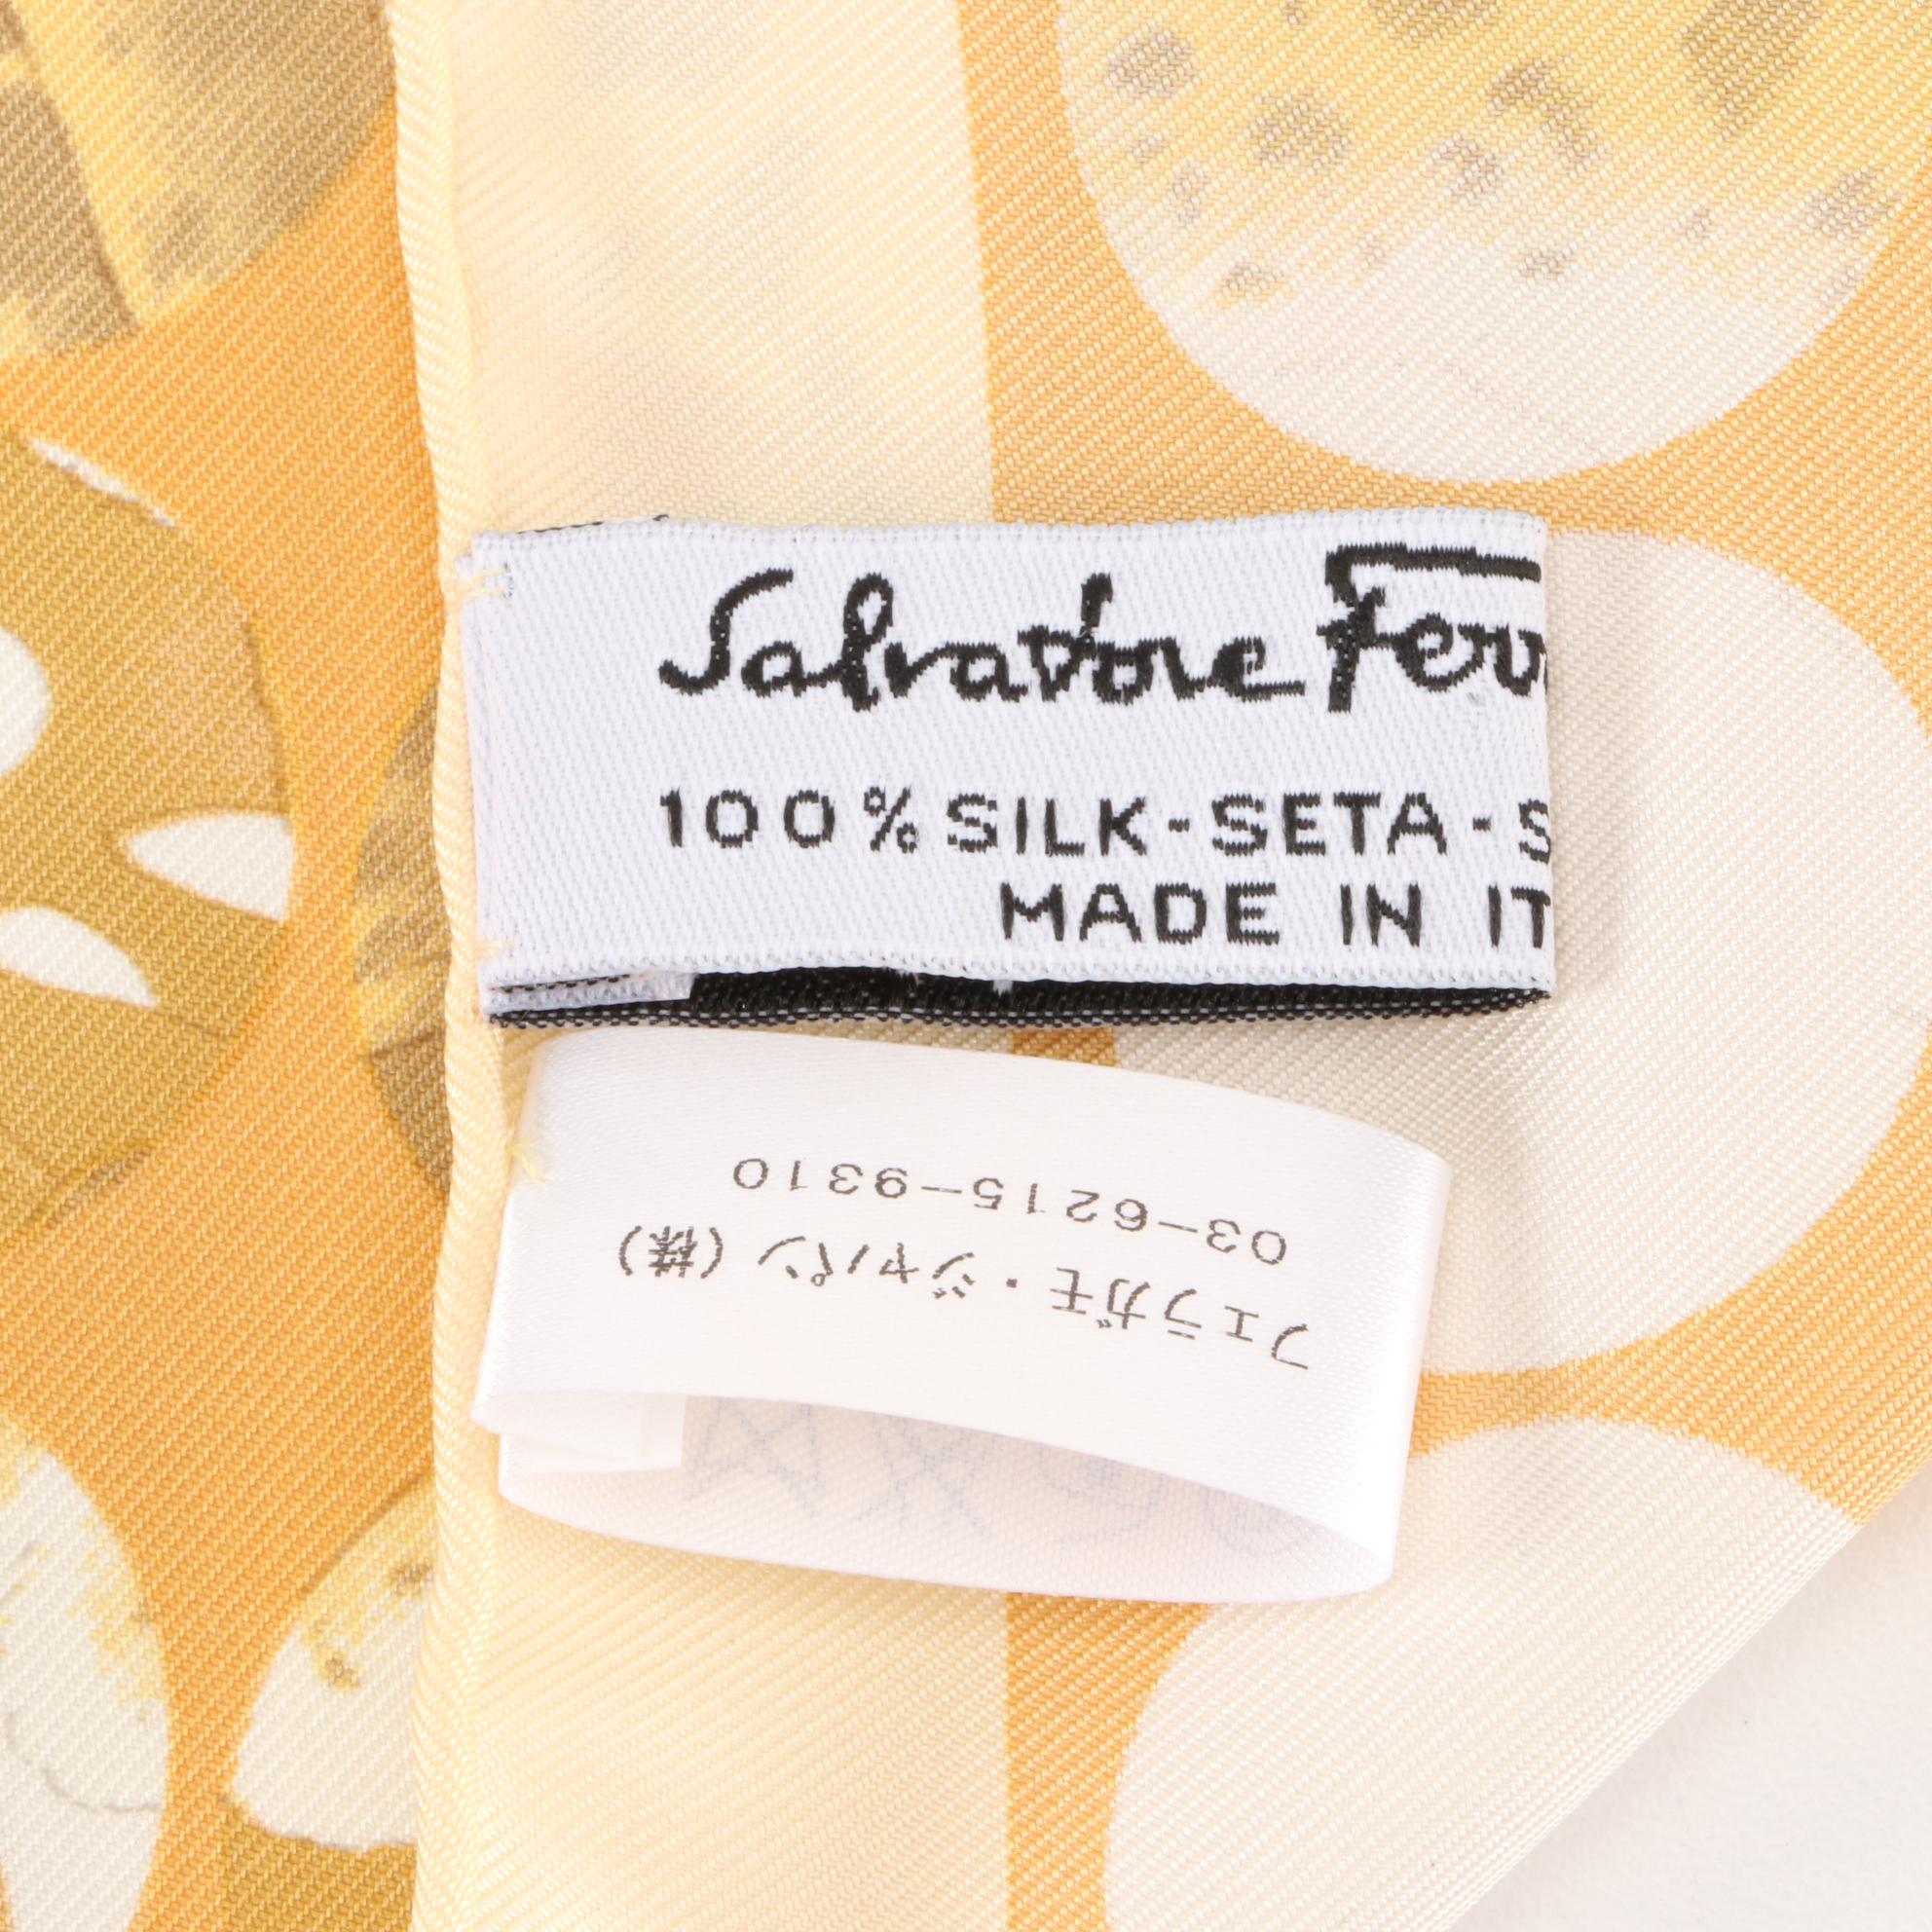 Salvatore Ferr
100% SILK-SETA-S
MADE IN IT
フェラガモ・ジャパン(株)
03-6215-9310